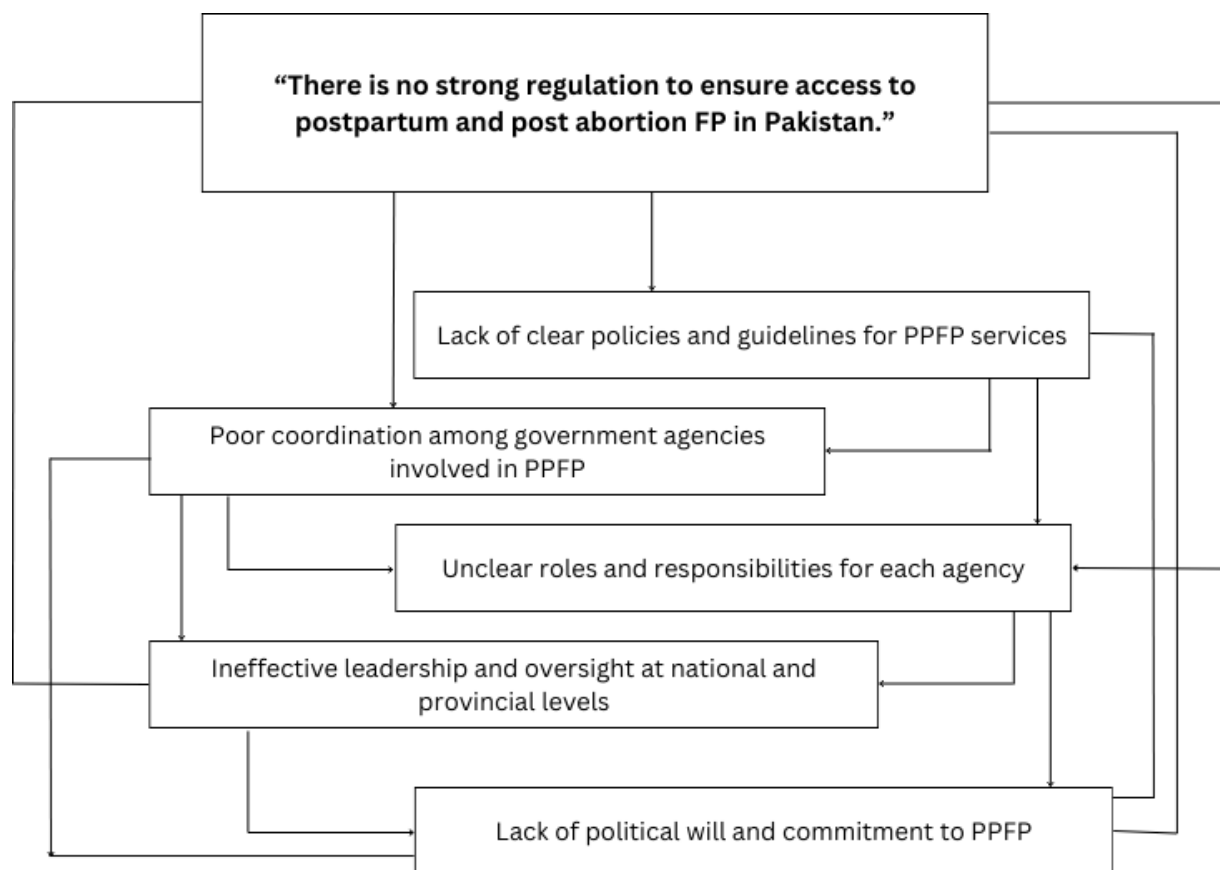 “There is no strong regulation to ensure access to
postpartum and post abortion FP in Pakistan.”
Lack of clear policies and guidelines for PPFP services
Poor coordination among government agencies
involved in PPFP
Unclear roles and responsibilities for each agency
Ineffective leadership and oversight at national and
provincial levels
Lack of political will and commitment to PPFP